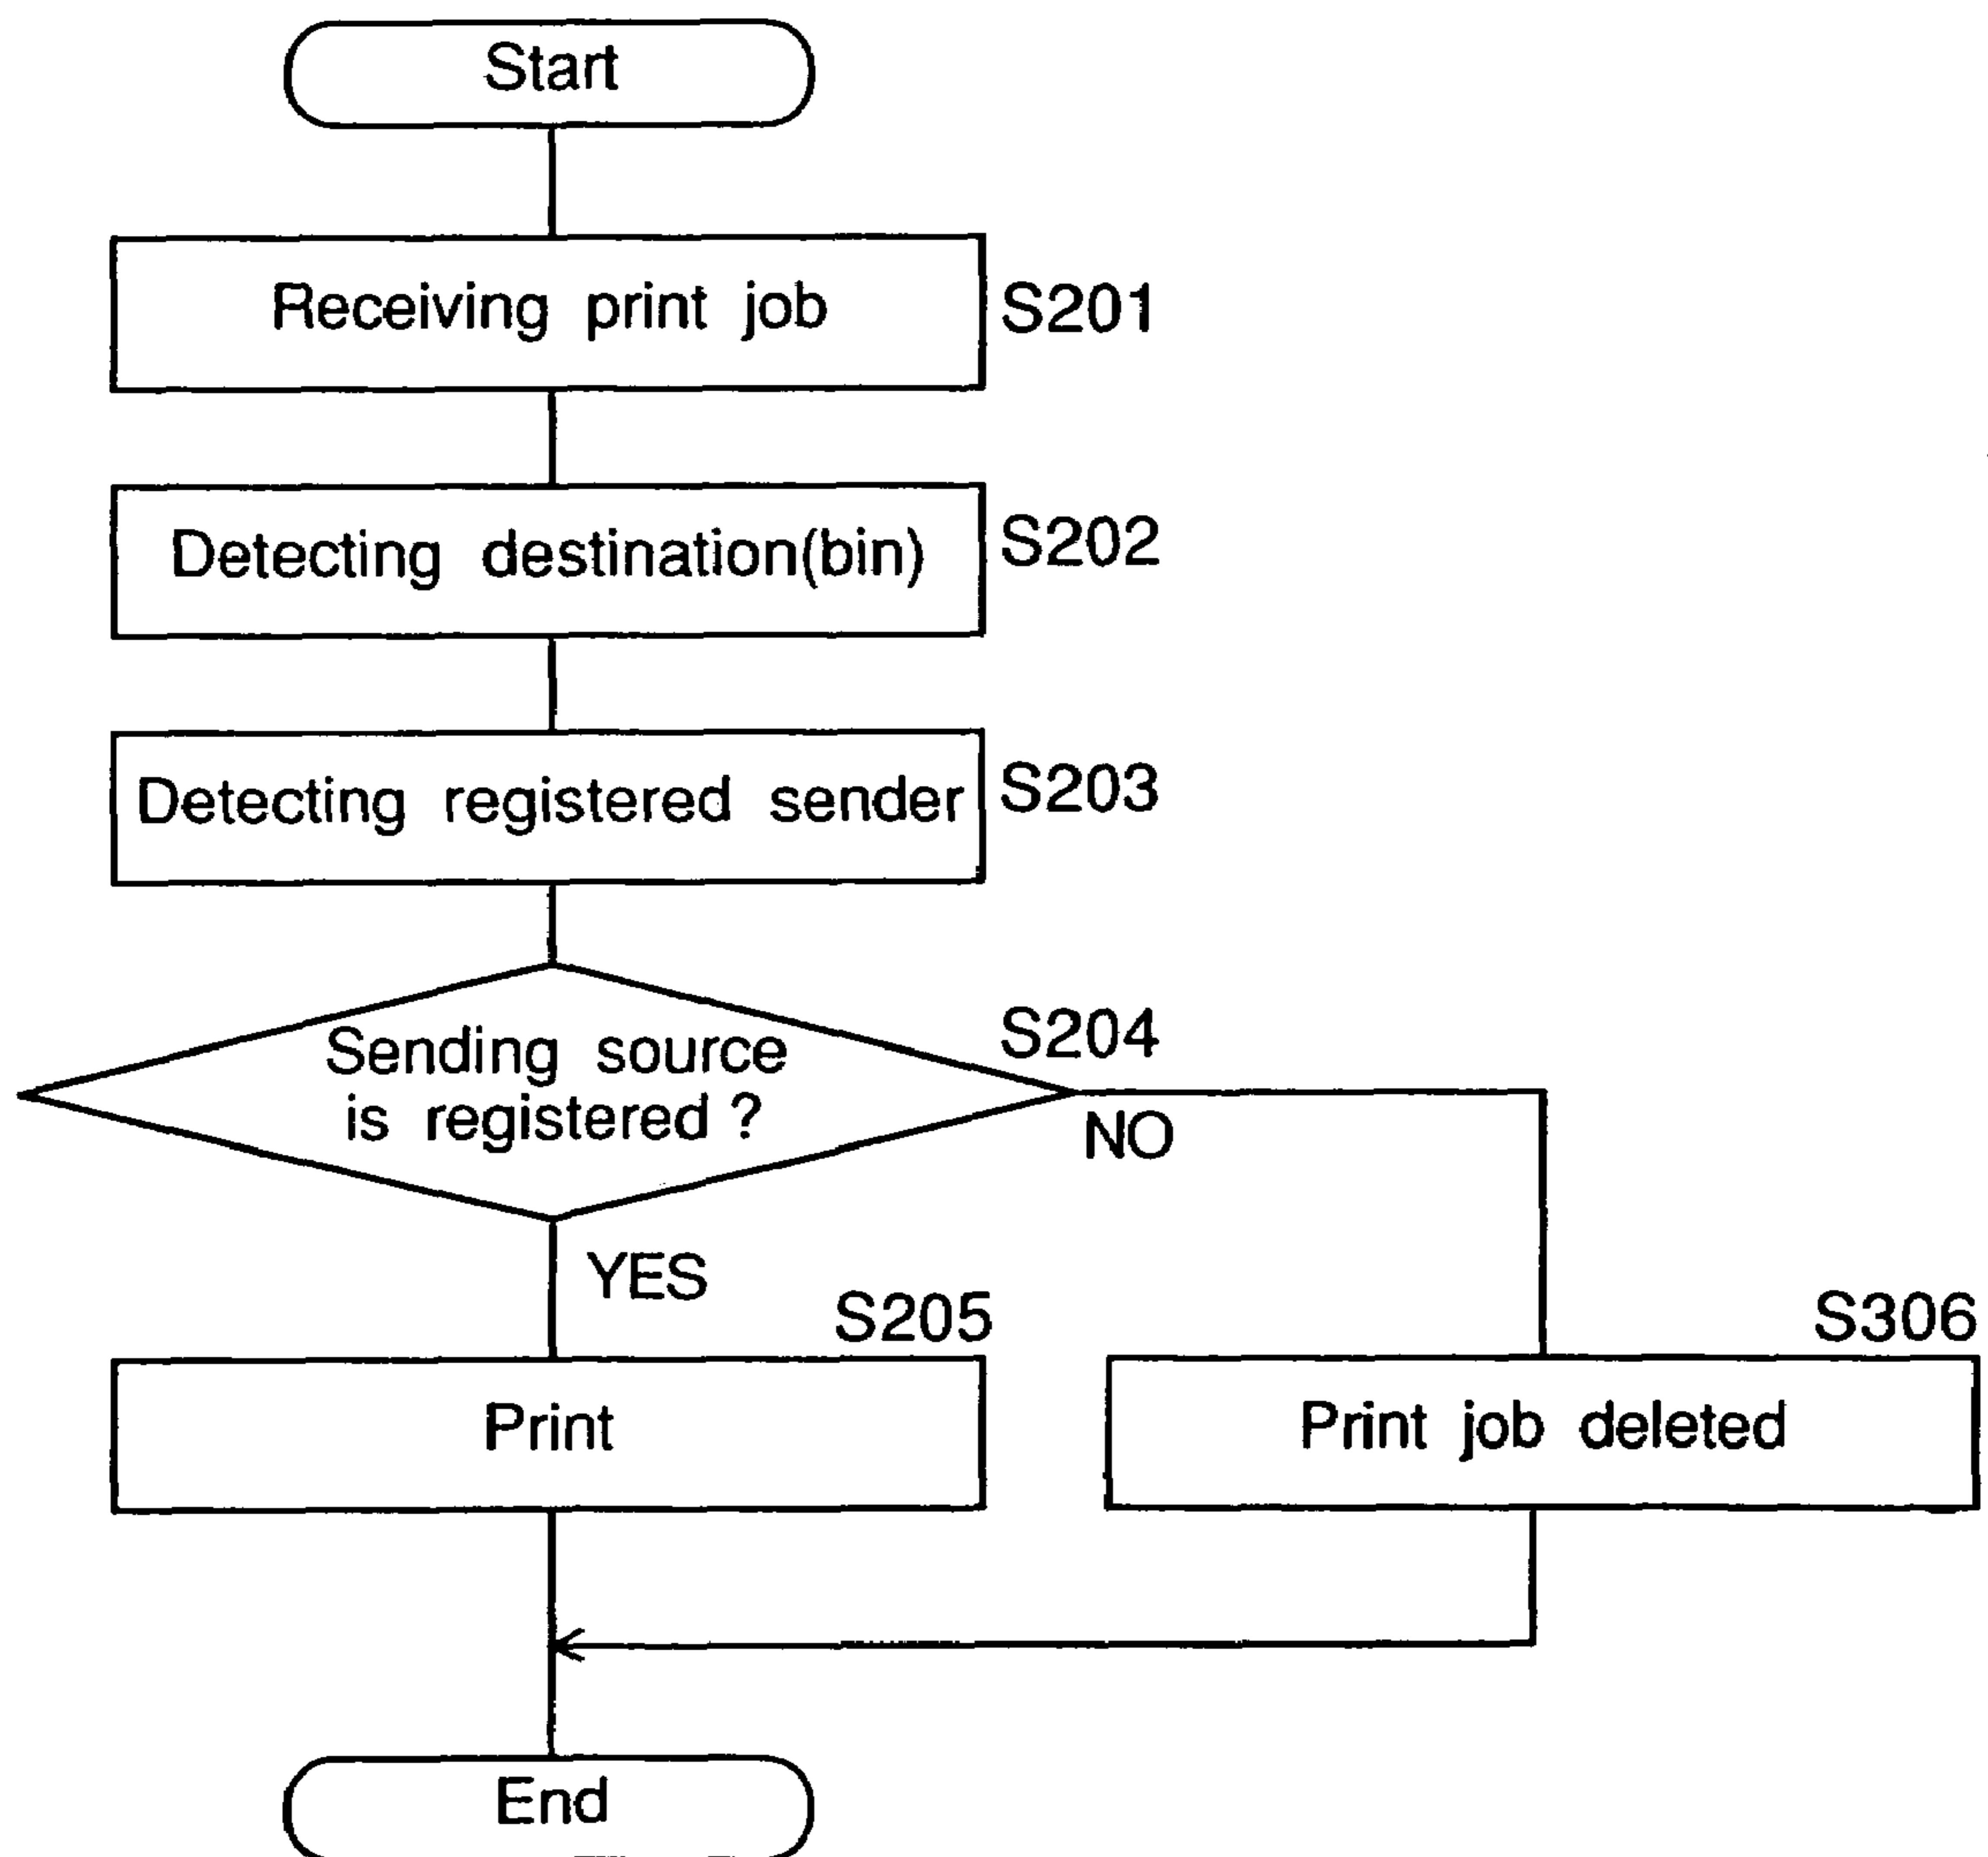 Start
Receiving print job
S201
Detecting destination(bin)
S202
Detecting registered sender
S203
Sending source
is registered ?
S204
NO
YES
S205
Print
S306
Print job deleted
End